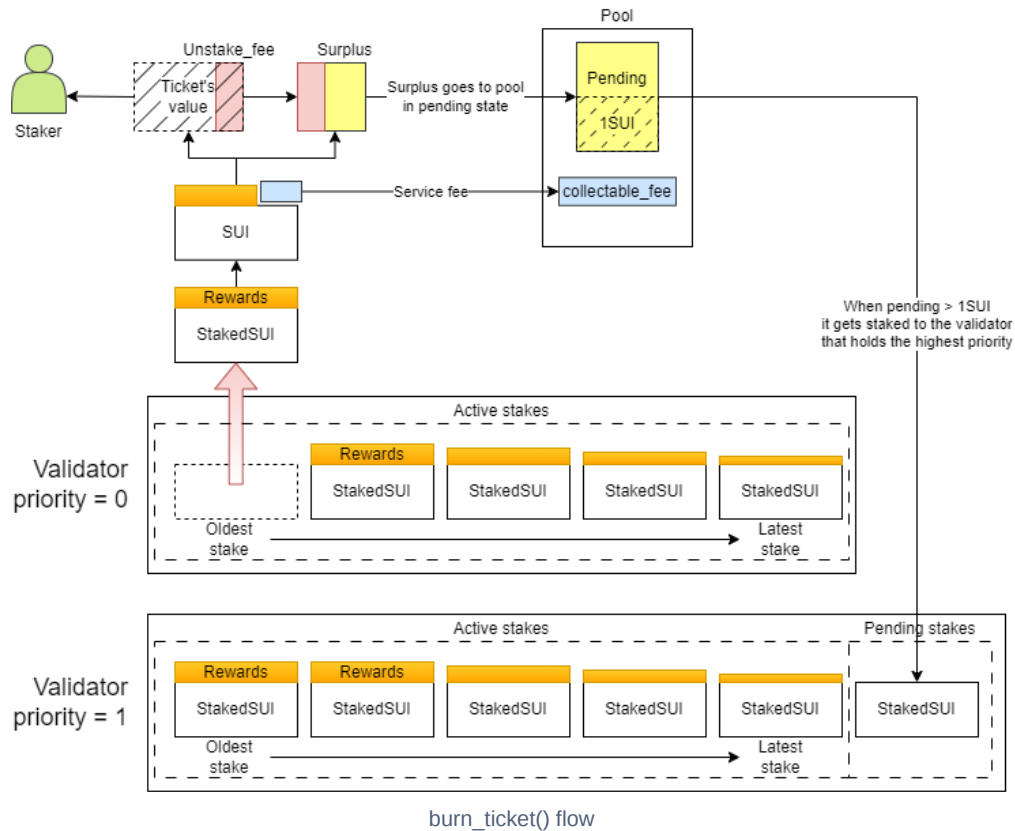 Pool
Unstake_fee
Surplus
Ticket's
value
Surplus goes to pool
in pending state
Pending
1SUI
Staker
Service fee
collectable_fee
SUI
Rewards
StakedSUI
When pending > 1SUI
it gets staked to the validator
that holds the highest priority
Active stakes
Validator
priority = 0
Rewards
StakedSUI
StakedSUI
StakedSUI
StakedSUI
Oldest
stake
Latest
stake
Active stakes
Pending stakes
Validator
priority = 1
Rewards
Rewards
StakedSUI
StakedSUI
StakedSUI
StakedSUI
StakedSUI
StakedSUI
Oldest
stake
Latest
stake
burn_ticket() flow